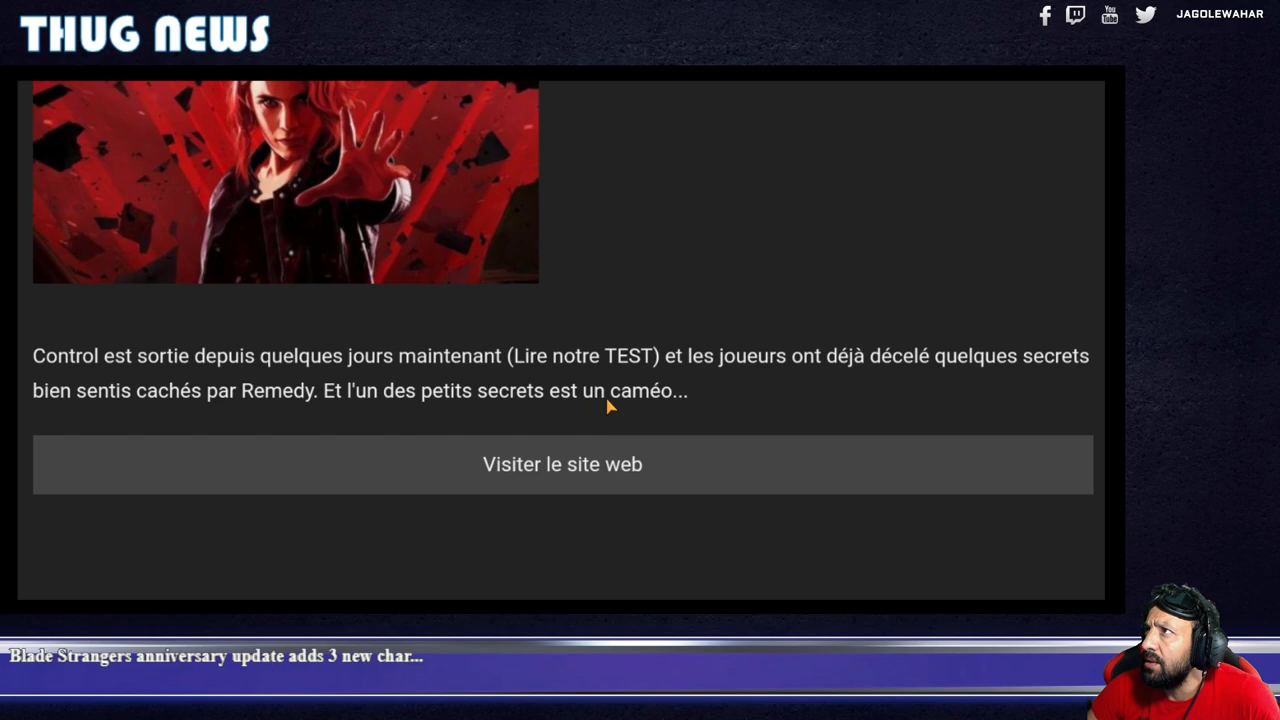 THUG NEWS
JAGOLEWAHAR
Control est sortie depuis quelques jours maintenant (Lire notre TEST) et les joueurs ont déjà décelé quelques secrets
bien sentis cachés par Remedy. Et l'un des petits secrets est un caméo...
Visiter le site web
Blade Strangers anniversary update adds 3 new char...